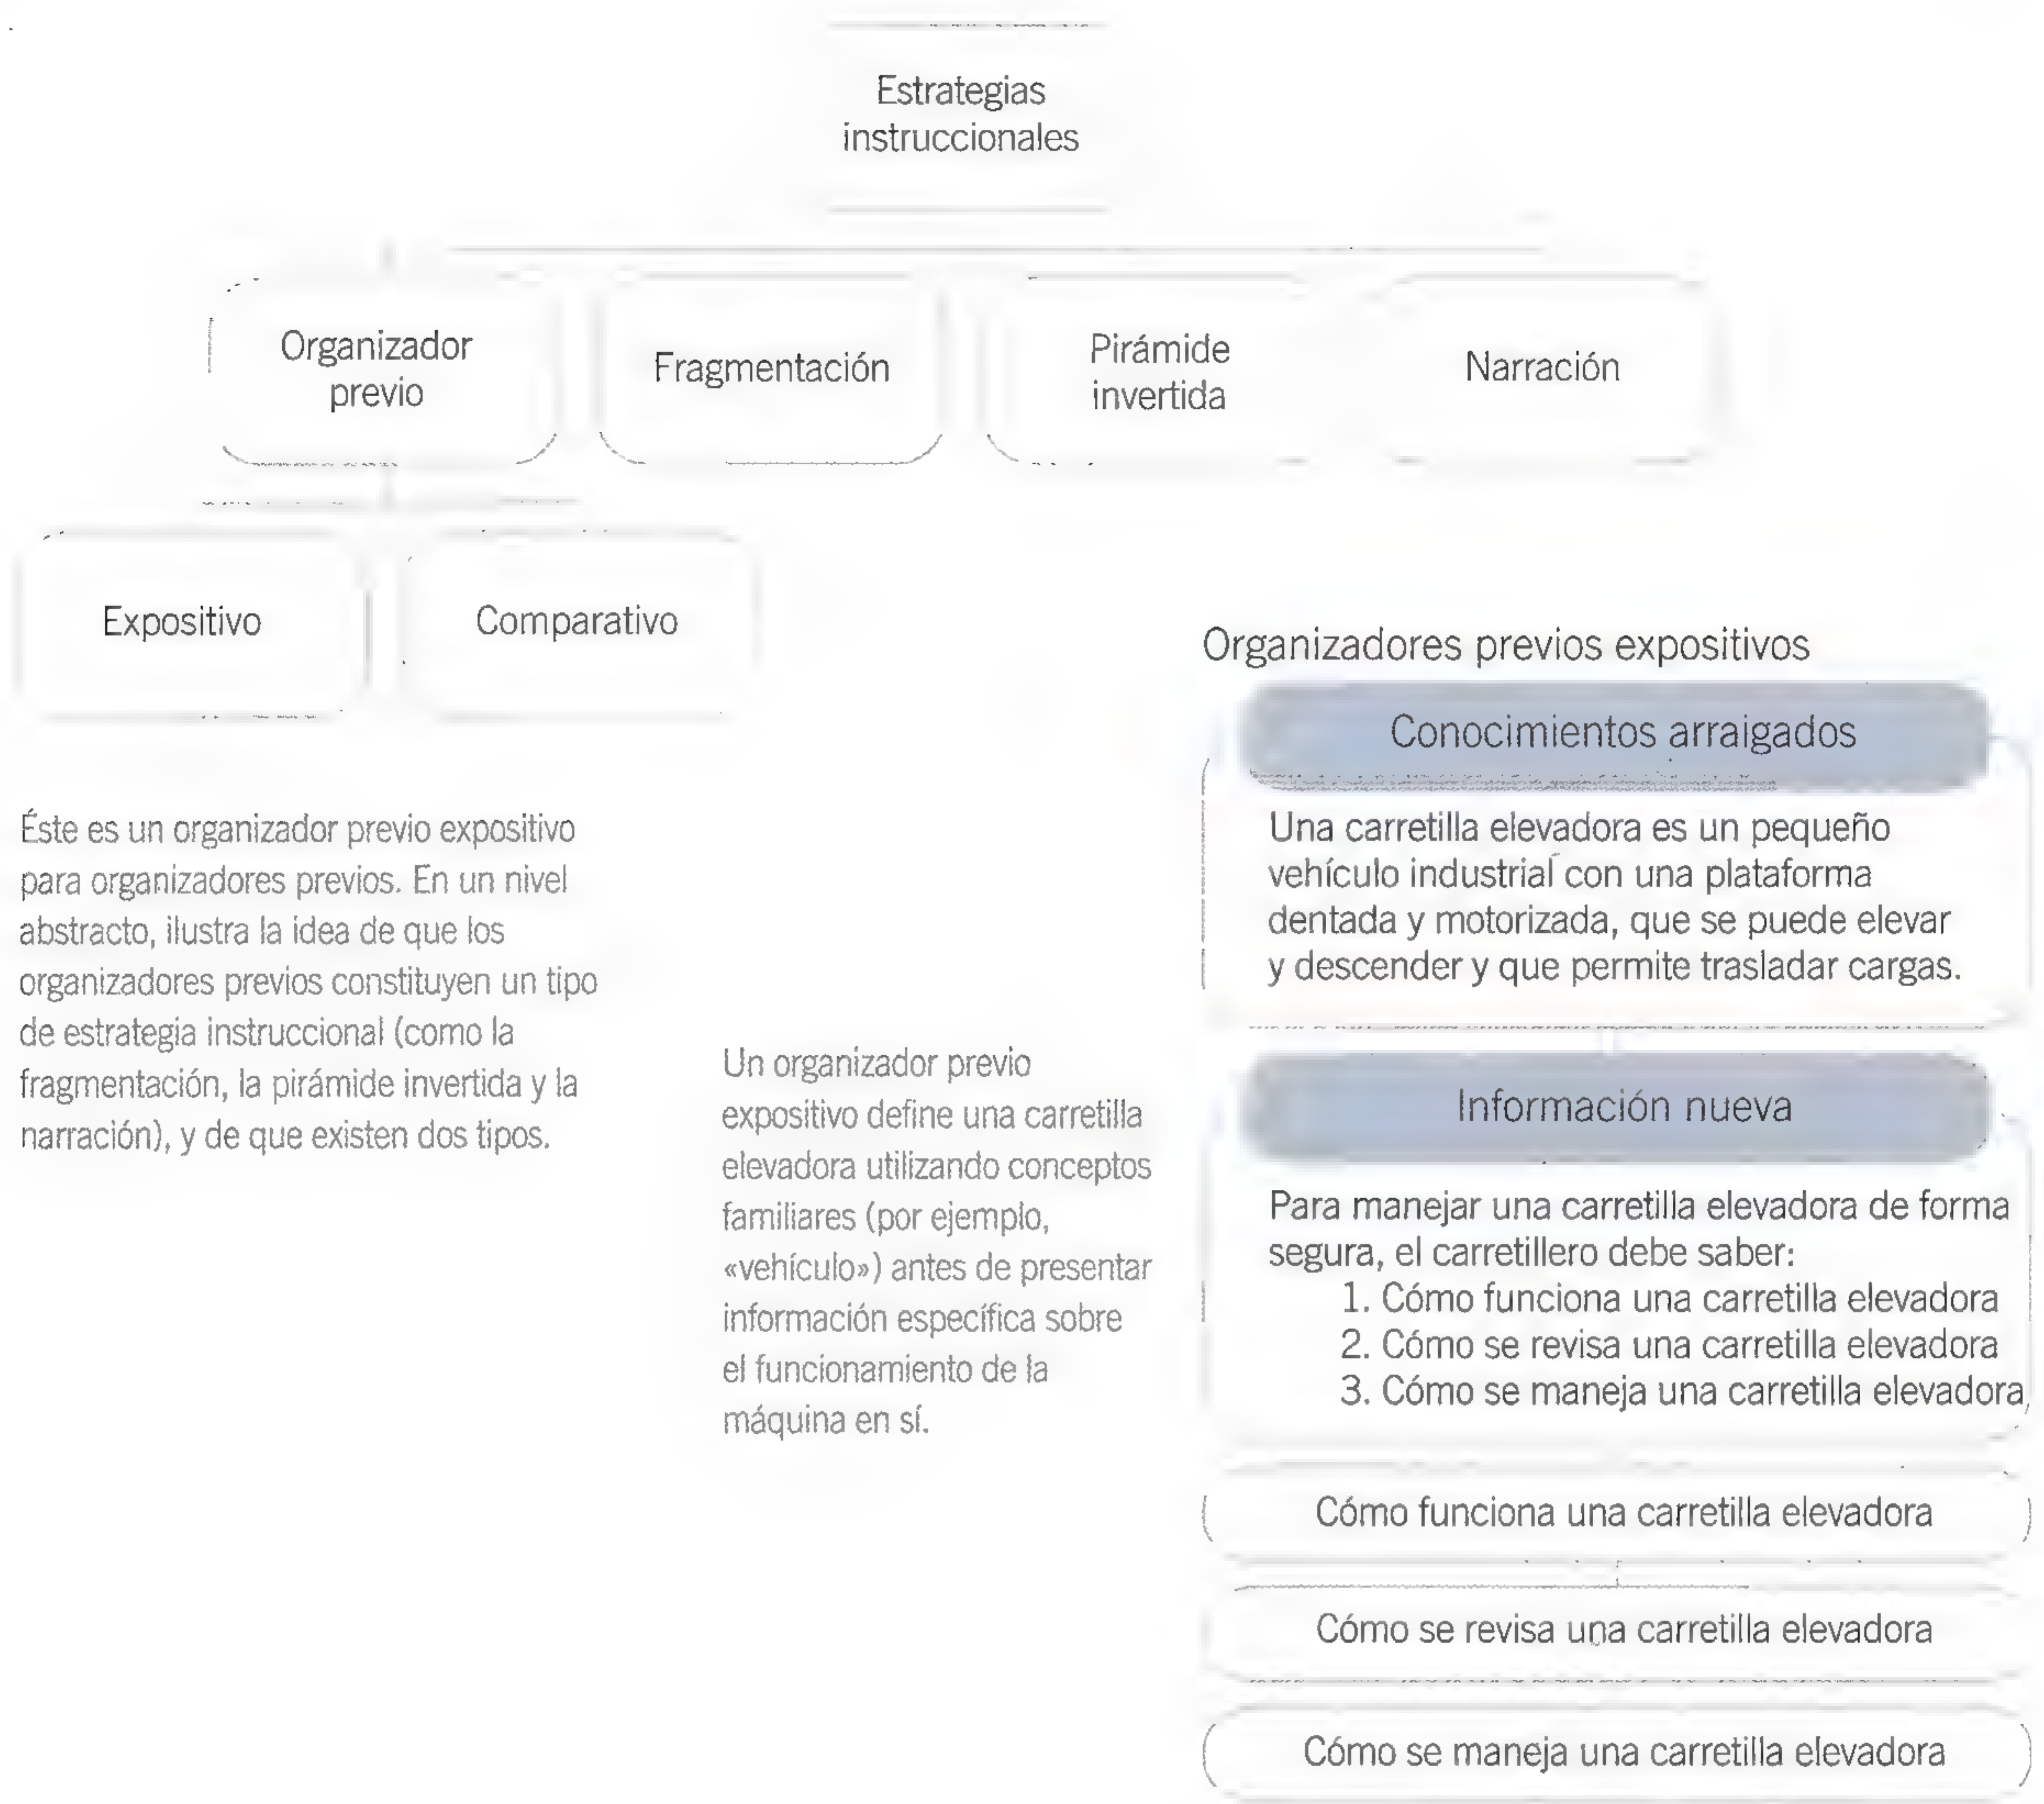 Estrategias
instruccionales
Organizador
previo
Fragmentación
Pirámide
invertida
Narración
Expositivo
Comparativo
Éste es un organizador previo expositivo
para organizadores previos. En un nivel
abstracto, ilustra la idea de que los
organizadores previos constituyen un tipo
de estrategia instruccional (como la
fragmentación, la pirámide invertida y la
narración), y de que existen dos tipos.
Un organizador previo
expositivo define una carretilla
elevadora utilizando conceptos
familiares (por ejemplo,
«vehículo») antes de presentar
información específica sobre
el funcionamiento de la
máquina en sí.
Organizadores previos expositivos
Conocimientos arraigados
Una carretilla elevadora es un pequeño
vehículo industrial con una plataforma
dentada y motorizada, que se puede elevar
y descender y que permite trasladar cargas.
Información nueva
Para manejar una carretilla elevadora de forma
segura, el carretillero debe saber:
1. Cómo funciona una carretilla elevadora
2. Cómo se revisa una carretilla elevadora
3. Cómo se maneja una carretilla elevadora
Cómo funciona una carretilla elevadora
Cómo se revisa una carretilla elevadora
Cómo se maneja una carretilla elevadora